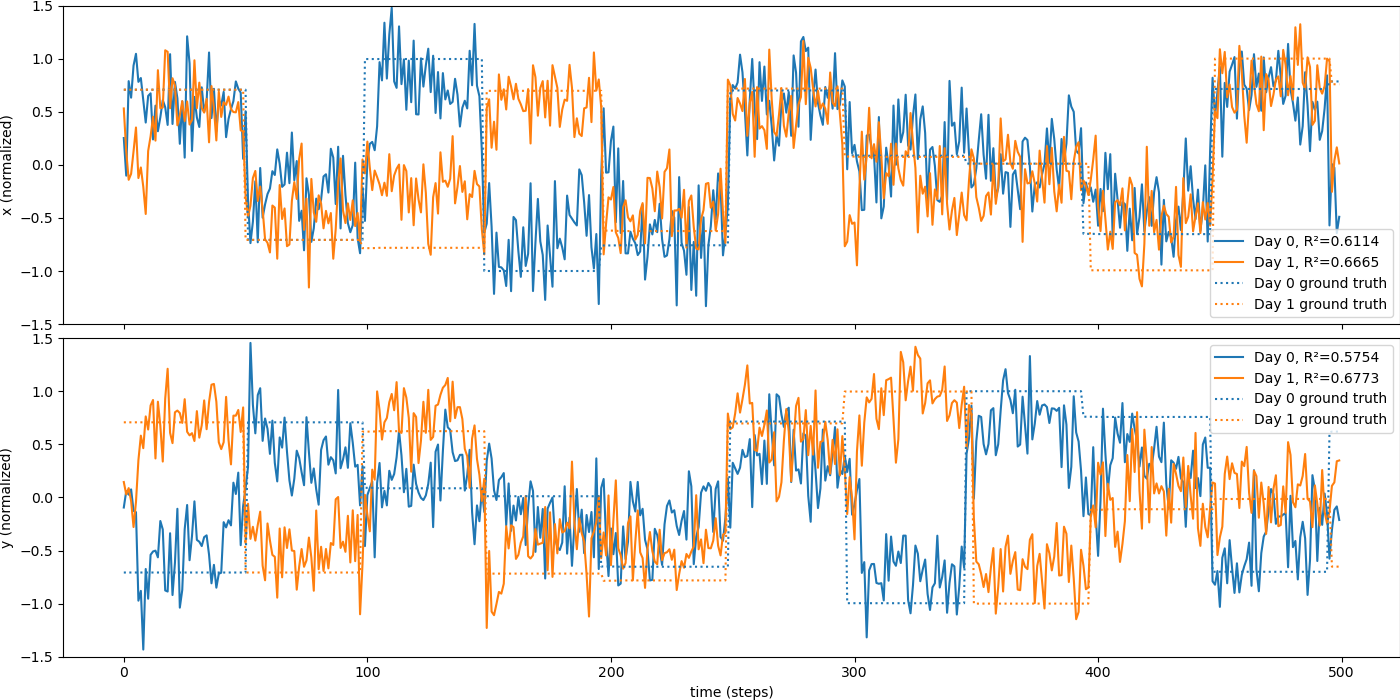 x (normalized)
1.5
1.0
0.5
0.0
−0.5
−1.0
−1.5
Day 0, R²=0.6114
Day 1, R²=0.6665
Day 0 ground truth
Day 1 ground truth
y (normalized)
1.5
1.0
0.5
0.0
−0.5
−1.0
−1.5
Day 0, R²=0.5754
Day 1, R²=0.6773
Day 0 ground truth
Day 1 ground truth
0 100 200 300 400 500
time (steps)